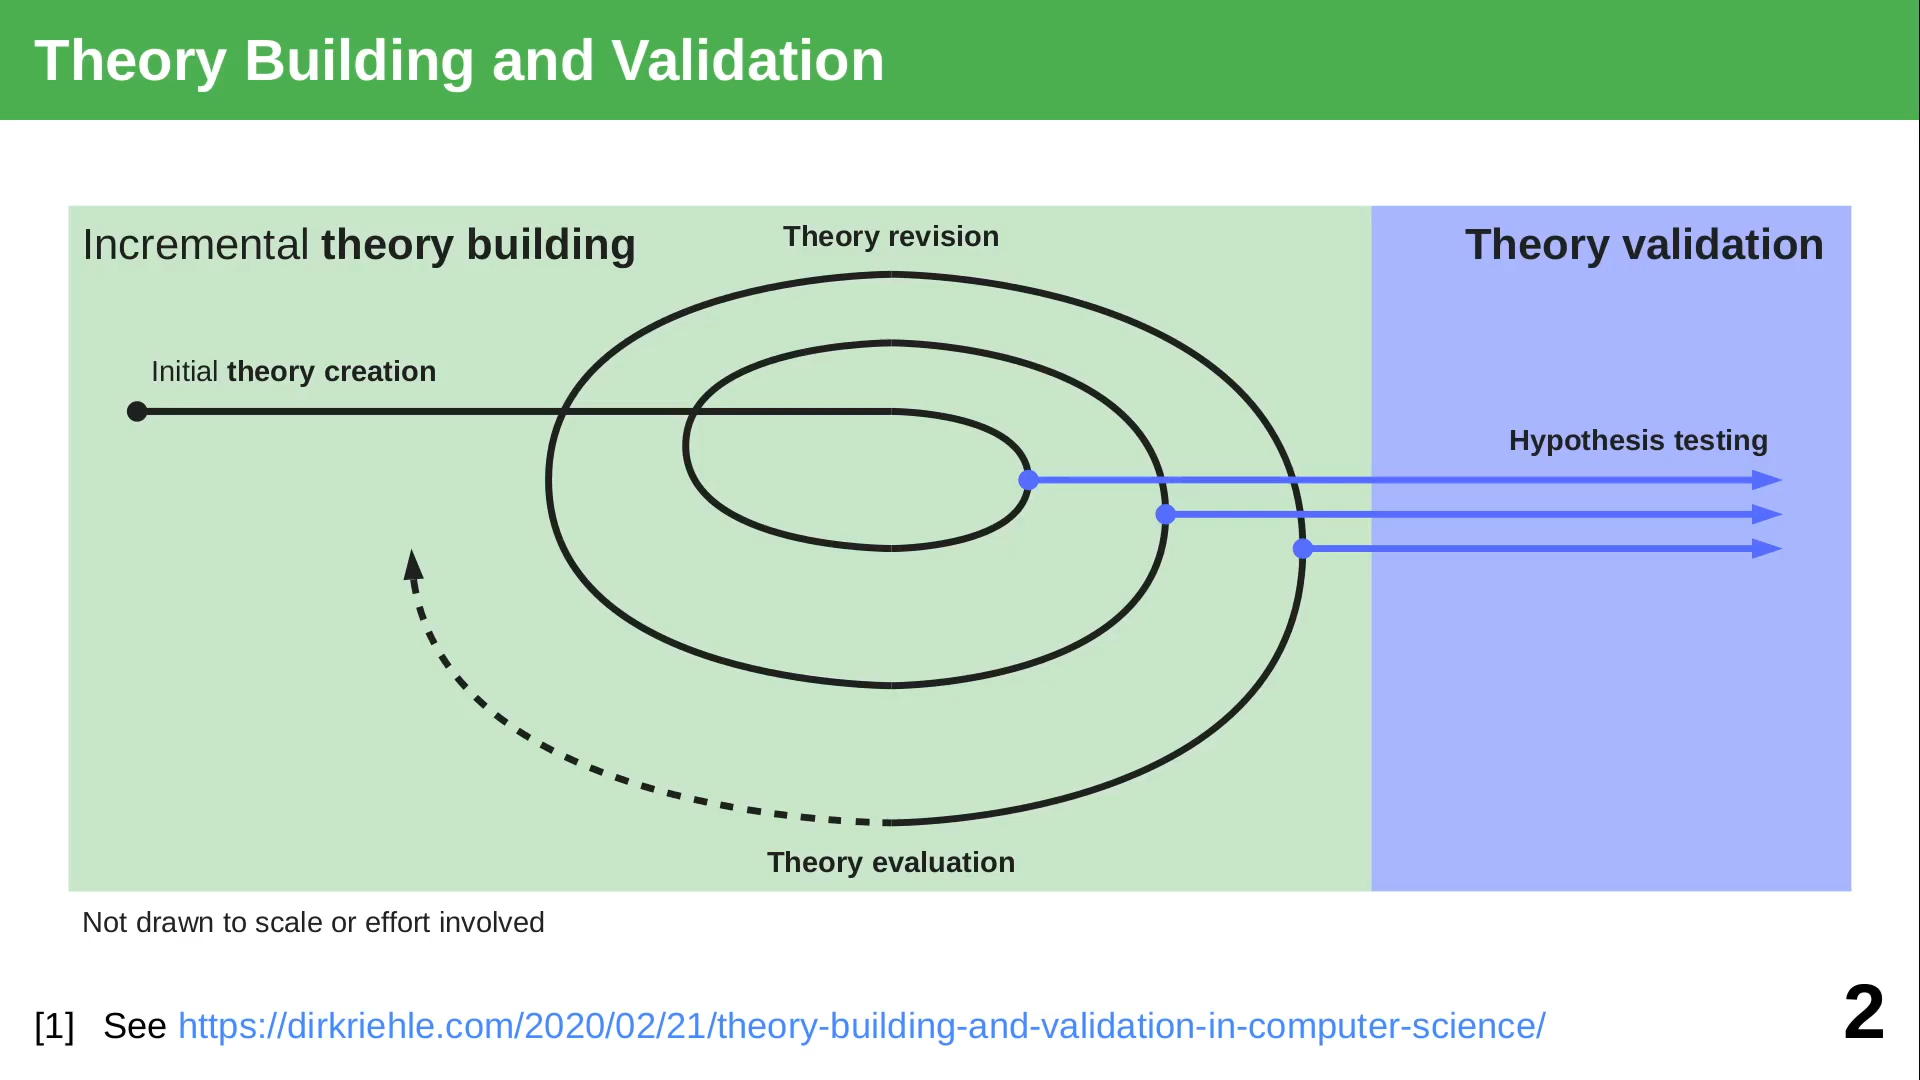 Theory Building and Validation
Incremental theory building
Theory revision
Theory validation
Initial theory creation
Hypothesis testing
Theory evaluation
Not drawn to scale or effort involved
[1] See https://dirkriehle.com/2020/02/21/theory-building-and-validation-in-computer-science/
2